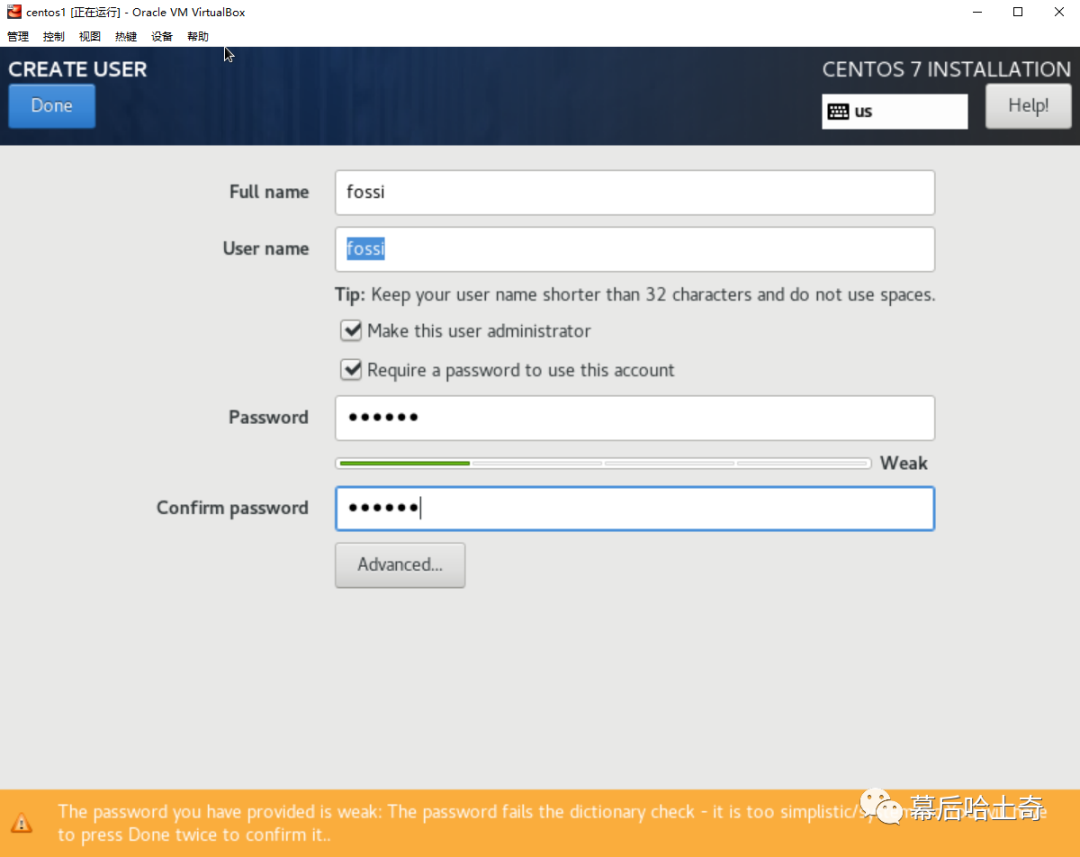 centos1 [正在运行] - Oracle VM VirtualBox
管理 控制 视图 热键 设备 帮助
CREATE USER
CENTOS 7 INSTALLATION
Done
us
Help!
Full name
fossi
User name
fossi
Tip: Keep your user name shorter than 32 characters and do not use spaces.
Make this user administrator
Require a password to use this account
Password
••••••
Weak
Confirm password
••••••
Advanced...
The password you have provided is weak: The password fails the dictionary check - it is too simplistic/
幕后哈土奇
to press Done twice to confirm it..